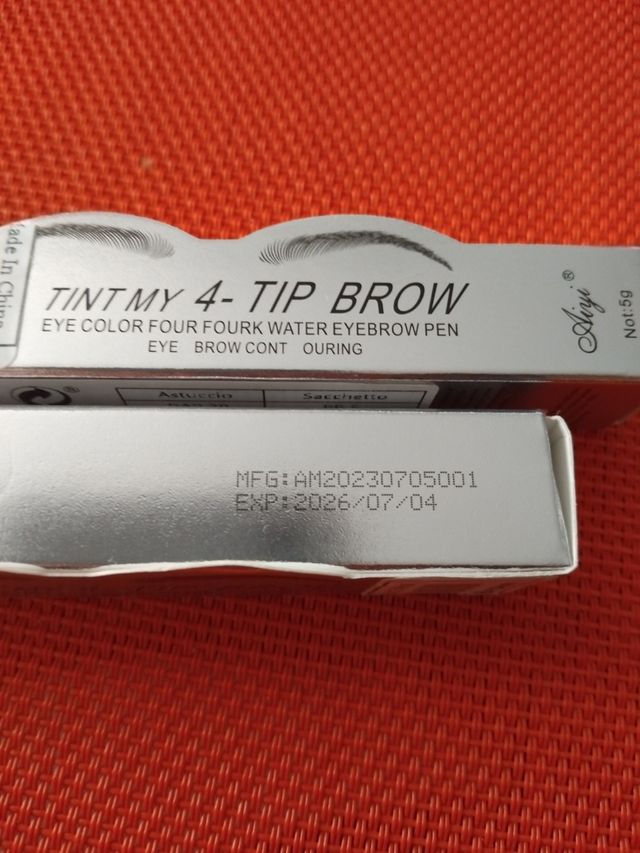 Made In China
TINT MY 4- TIP BROW
EYE COLOR FOUR FOURK WATER EYEBROW PEN
EYE BROW CONT OURING
Aiyi®
Not:5g
Astuccio Sacchetto
MFG:AM20230705001
EXP:2026/07/04